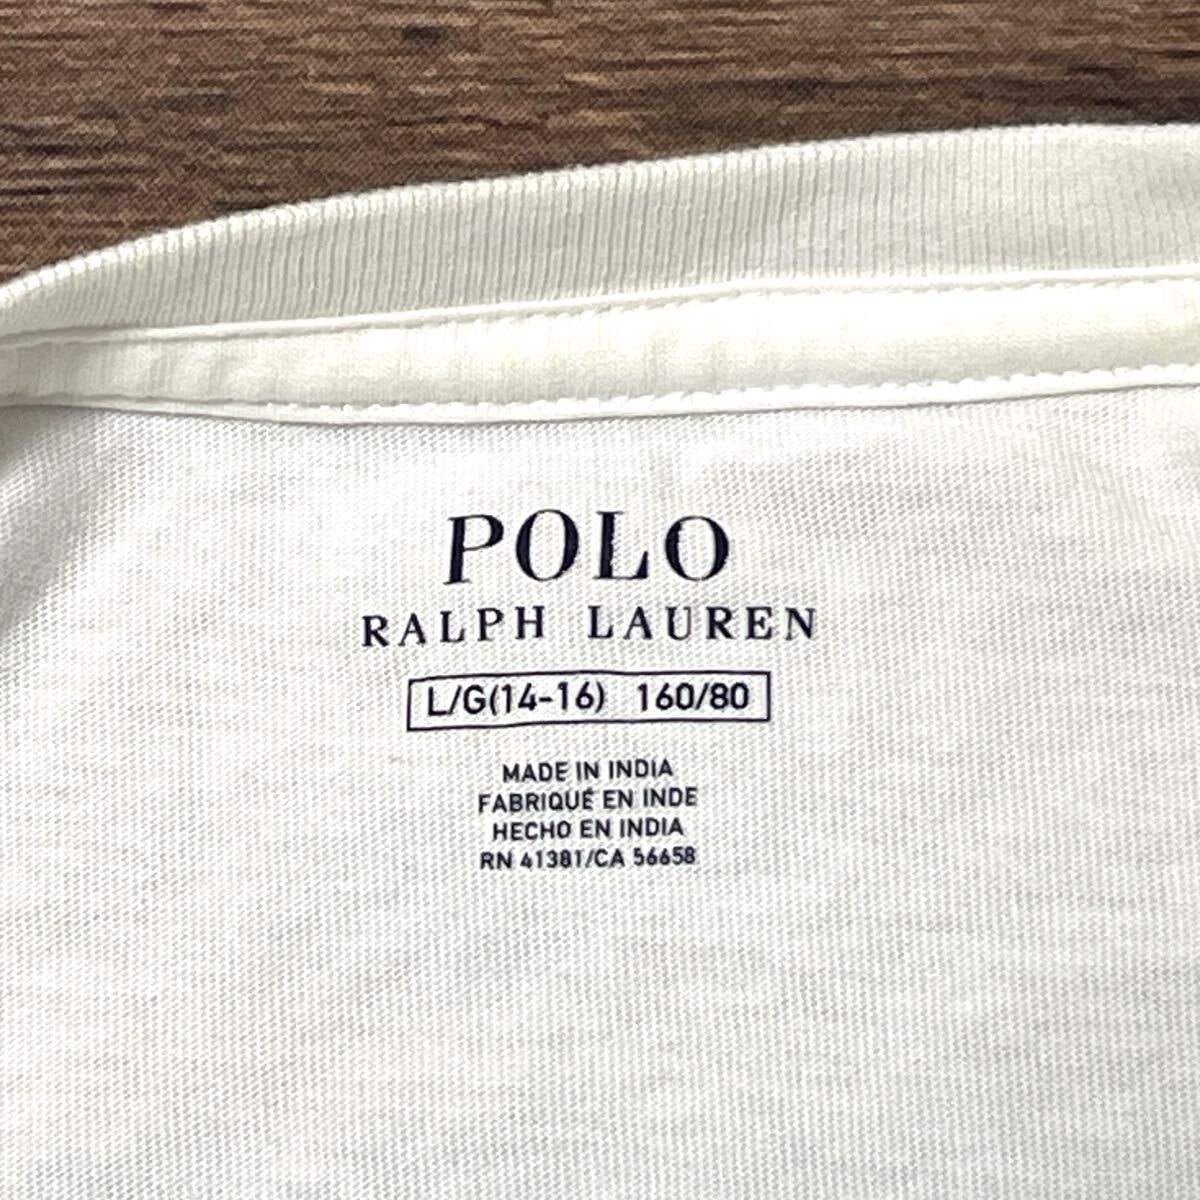 POLO
RALPH LAUREN
L/G(14-16) 160/80
MADE IN INDIA
FABRIQUÉ EN INDE
HECHO EN INDIA
RN 41381/CA 56658